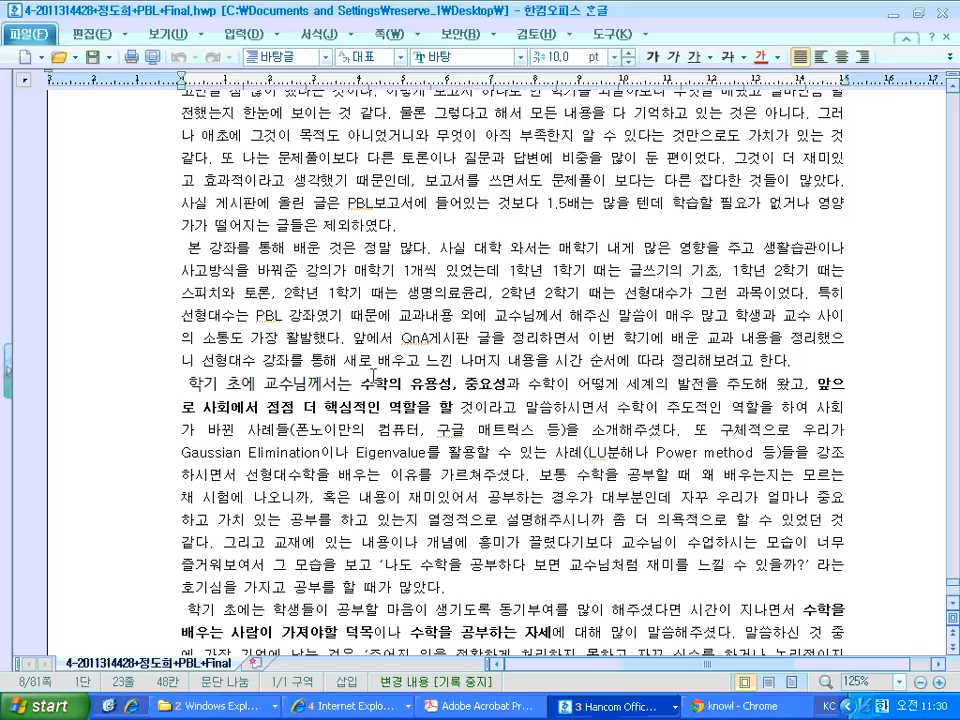 4-2011314428+정도희+PBL+Final.hwp [C:₩Documents and Settings₩reserve_1₩Desktop₩] - 한컴오피스 한글
파일(F) 편집(E) 보기(U) 입력(D) 서식(J) 쪽(W) 보안(R) 검토(H) 도구(K)
바탕글 대표 바탕 10,0 pt 가 가 가 가 가
전했는지 한눈에 보이는 것 같다. 물론 그렇다고 해서 모든 내용을 다 기억하고 있는 것은 아니다. 그러
나 애초에 그것이 목적도 아니었거니와 무엇이 아직 부족한지 알 수 있다는 것만으로도 가치가 있는 것
같다. 또 나는 문제풀이보다 다른 토론이나 질문과 답변에 비중을 많이 둔 편이었다. 그것이 더 재미있
고 효과적이라고 생각했기 때문인데, 보고서를 쓰면서도 문제풀이 보다는 다른 잡다한 것들이 많았다.
사실 게시판에 올린 글은 PBL보고서에 들어있는 것보다 1.5배는 많을 텐데 학습할 필요가 없거나 영양
가가 떨어지는 글들은 제외하였다.
본 강좌를 통해 배운 것은 정말 많다. 사실 대학 와서는 매학기 내게 많은 영향을 주고 생활습관이나
사고방식을 바꿔준 강의가 매학기 1개씩 있었는데 1학년 1학기 때는 글쓰기의 기초, 1학년 2학기 때는
스피치와 토론, 2학년 1학기 때는 생명의료윤리, 2학년 2학기 때는 선형대수가 그런 과목이었다. 특히
선형대수는 PBL 강좌였기 때문에 교과내용 외에 교수님께서 해주신 말씀이 매우 많고 학생과 교수 사이
의 소통도 가장 활발했다. 앞에서 QnA게시판 글을 정리하면서 이번 학기에 배운 교과 내용을 정리했으
니 선형대수 강좌를 통해 새로 배우고 느낀 나머지 내용을 시간 순서에 따라 정리해보려고 한다.
학기 초에 교수님께서는 수학의 유용성, 중요성과 수학이 어떻게 세계의 발전을 주도해 왔고, 앞으
로 사회에서 점점 더 핵심적인 역할을 할 것이라고 말씀하시면서 수학이 주도적인 역할을 하여 사회
가 바뀐 사례들(폰노이만의 컴퓨터, 구글 매트릭스 등)을 소개해주셨다. 또 구체적으로 우리가
Gaussian Elimination이나 Eigenvalue를 활용할 수 있는 사례(LU분해나 Power method 등)들을 강조
하시면서 선형대수학을 배우는 이유를 가르쳐주셨다. 보통 수학을 공부할 때 왜 배우는지는 모르는
채 시험에 나오니까, 혹은 내용이 재미있어서 공부하는 경우가 대부분인데 자꾸 우리가 얼마나 중요
하고 가치 있는 공부를 하고 있는지 열정적으로 설명해주시니까 좀 더 의욕적으로 할 수 있었던 것
같다. 그리고 교재에 있는 내용이나 개념에 흥미가 끌렸다기보다 교수님이 수업하시는 모습이 너무
즐거워보여서 그 모습을 보고 ‘나도 수학을 공부하다 보면 교수님처럼 재미를 느낄 수 있을까?’ 라는
호기심을 가지고 공부를 할 때가 많았다.
학기 초에는 학생들이 공부할 마음이 생기도록 동기부여를 많이 해주셨다면 시간이 지나면서 수학을
배우는 사람이 가져야할 덕목이나 수학을 공부하는 자세에 대해 많이 말씀해주셨다. 말씀하신 것 중
4-2011314428+정도희+PBL+Final
8/81쪽 1단 23줄 48칸 문단 나눔 1/1 구역 삽입 변경 내용 [기록 중지] 125%
start 2 Windows Expl... 4 Internet Explo... Adobe Acrobat Pr... 3 Hancom Offic... knowl - Chrome KC 오전 11:30